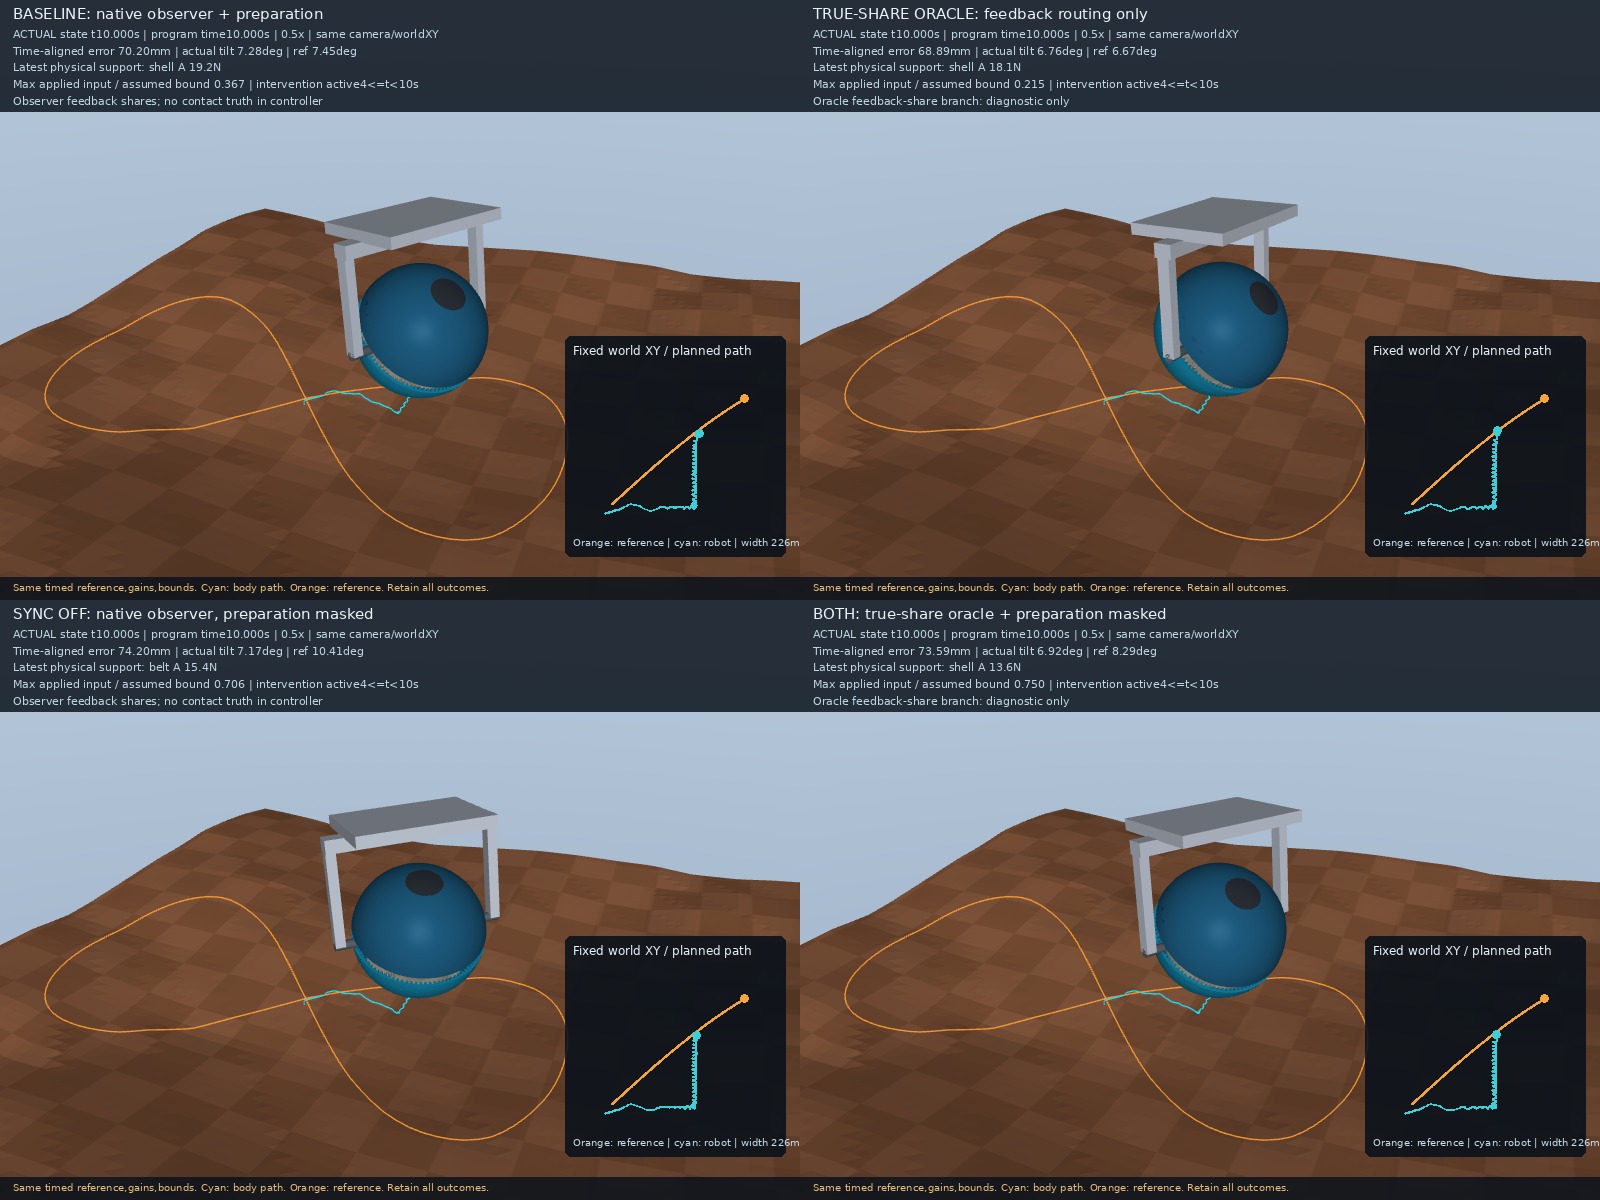 BASELINE: native observer + preparation
ACTUAL state t10.000s | program time10.000s | 0.5x | same camera/worldXY
Time-aligned error 70.20mm | actual tilt 7.28deg | ref 7.45deg
Latest physical support: shell A 19.2N
Max applied input / assumed bound 0.367 | intervention active4<=t<10s
Observer feedback shares; no contact truth in controller
Fixed world XY / planned path
Orange: reference | cyan: robot | width 226m
Same timed reference,gains,bounds. Cyan: body path. Orange: reference. Retain all outcomes.
TRUE-SHARE ORACLE: feedback routing only
ACTUAL state t10.000s | program time10.000s | 0.5x | same camera/worldXY
Time-aligned error 68.89mm | actual tilt 6.76deg | ref 6.67deg
Latest physical support: shell A 18.1N
Max applied input / assumed bound 0.215 | intervention active4<=t<10s
Oracle feedback-share branch: diagnostic only
Fixed world XY / planned path
Orange: reference | cyan: robot | width 226m
Same timed reference,gains,bounds. Cyan: body path. Orange: reference. Retain all outcomes.
SYNC OFF: native observer, preparation masked
ACTUAL state t10.000s | program time10.000s | 0.5x | same camera/worldXY
Time-aligned error 74.20mm | actual tilt 7.17deg | ref 10.41deg
Latest physical support: belt A 15.4N
Max applied input / assumed bound 0.706 | intervention active4<=t<10s
Observer feedback shares; no contact truth in controller
Fixed world XY / planned path
Orange: reference | cyan: robot | width 226m
Same timed reference,gains,bounds. Cyan: body path. Orange: reference. Retain all outcomes.
BOTH: true-share oracle + preparation masked
ACTUAL state t10.000s | program time10.000s | 0.5x | same camera/worldXY
Time-aligned error 73.59mm | actual tilt 6.92deg | ref 8.29deg
Latest physical support: shell A 13.6N
Max applied input / assumed bound 0.750 | intervention active4<=t<10s
Oracle feedback-share branch: diagnostic only
Fixed world XY / planned path
Orange: reference | cyan: robot | width 226m
Same timed reference,gains,bounds. Cyan: body path. Orange: reference. Retain all outcomes.